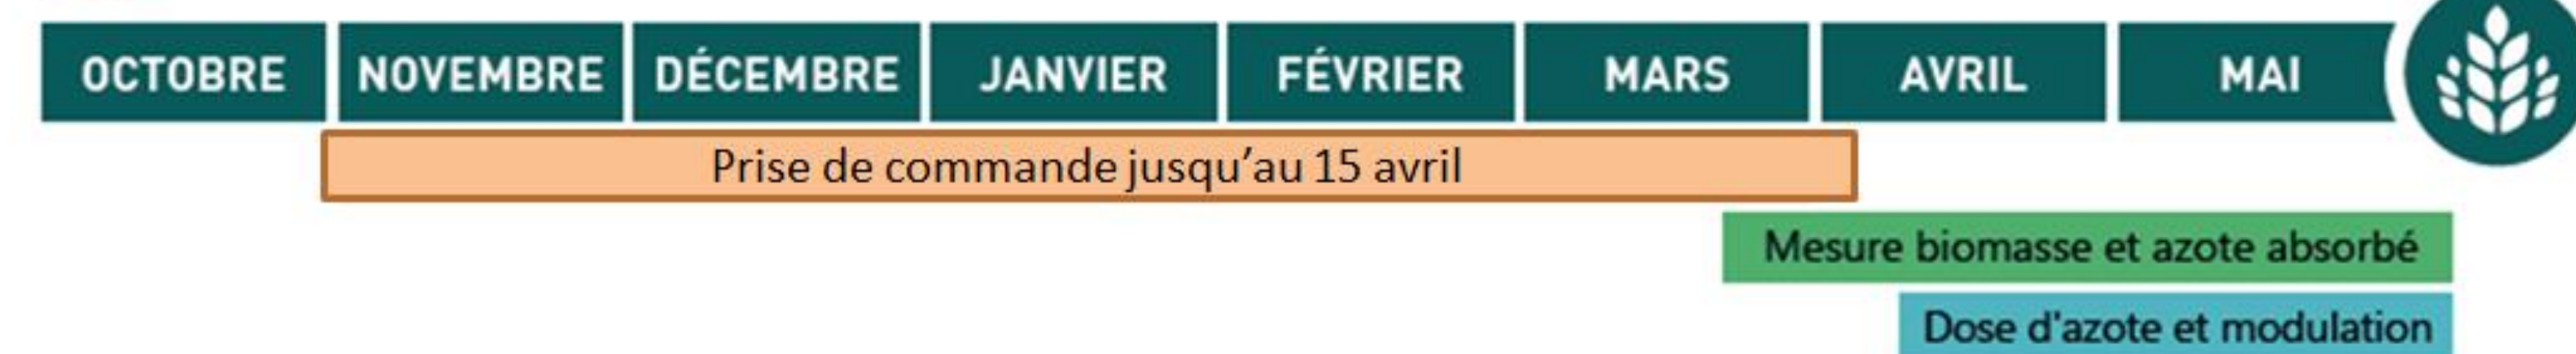 OCTOBRE NOVEMBRE DÉCEMBRE JANVIER FÉVRIER MARS AVRIL MAI
Prise de commande jusqu'au 15 avril
Mesure biomasse et azote absorbé
Dose d'azote et modulation